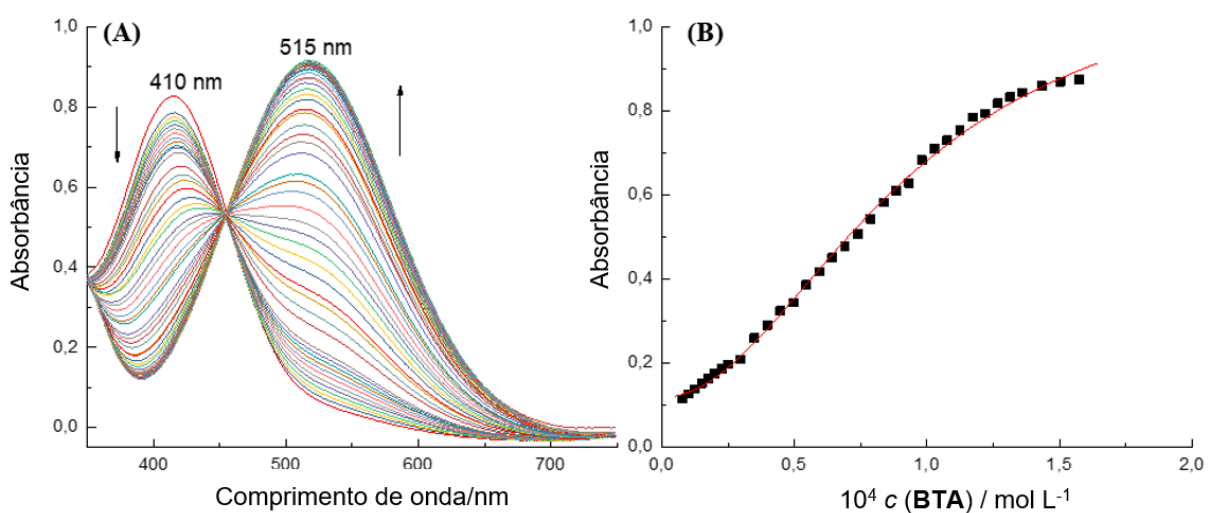 (A)
410 nm
515 nm
1,0
0,8
0,6
0,4
0,2
0,0
Absorbância
400
500
600
700
Comprimento de onda/nm
(B)
1,0
0,8
0,6
0,4
0,2
0,0
Absorbância
0,0
0,5
1,0
1,5
2,0
10⁴ c (BTA) / mol L⁻¹